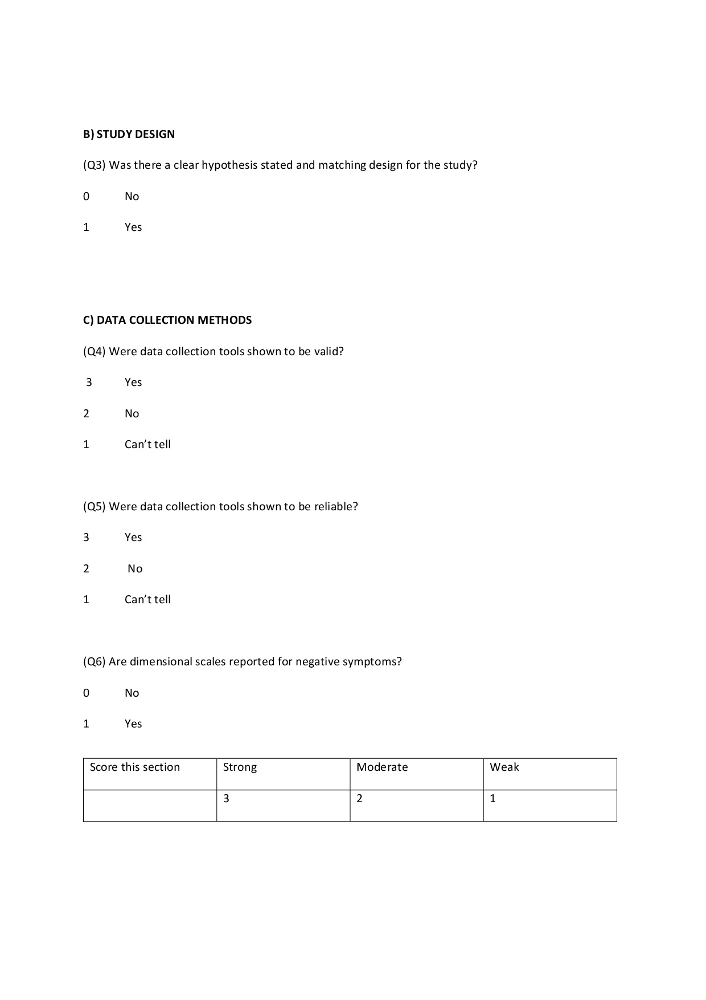 B) STUDY DESIGN
(Q3) Was there a clear hypothesis stated and matching design for the study?
0 No
1 Yes
C) DATA COLLECTION METHODS
(Q4) Were data collection tools shown to be valid?
3 Yes
2 No
1 Can’t tell
(Q5) Were data collection tools shown to be reliable?
3 Yes
2 No
1 Can’t tell
(Q6) Are dimensional scales reported for negative symptoms?
0 No
1 Yes
Score this section Strong Moderate Weak
3 2 1